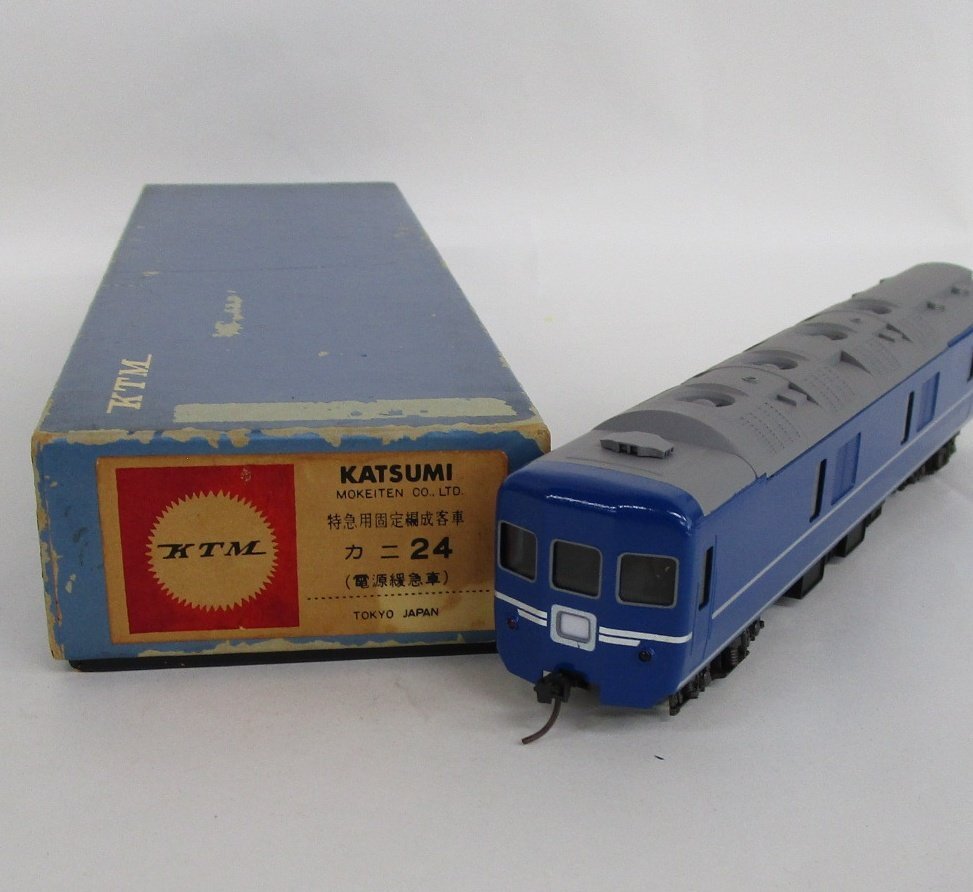 KTM
KTM
KATSUMI
MOKEITEN CO., LTD.
特急用固定編成客車
カニ24
(電源緩急車)
TOKYO JAPAN